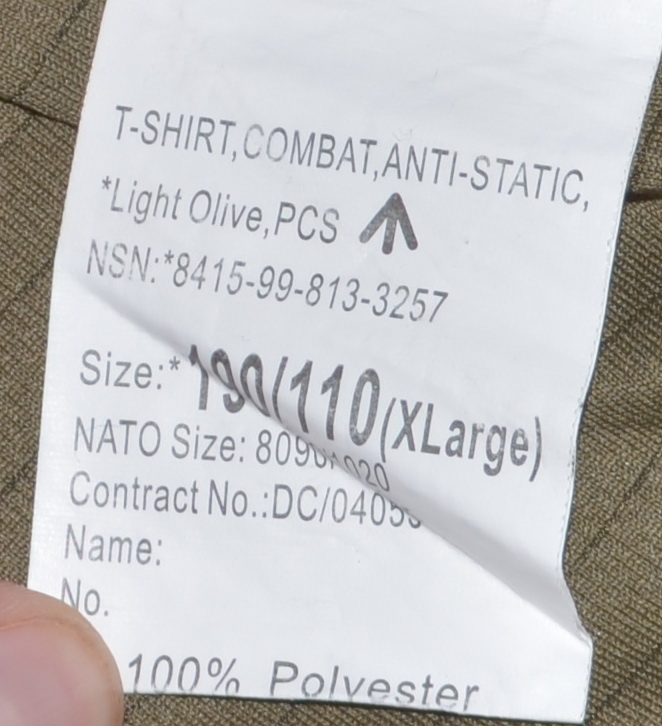 T-SHIRT,COMBAT,ANTI-STATIC,
*Light Olive,PCS
NSN:*8415-99-813-3257
Size:* 190/110(XLarge)
NATO Size:
Contract No.:
Name:
No.
100% Polyester